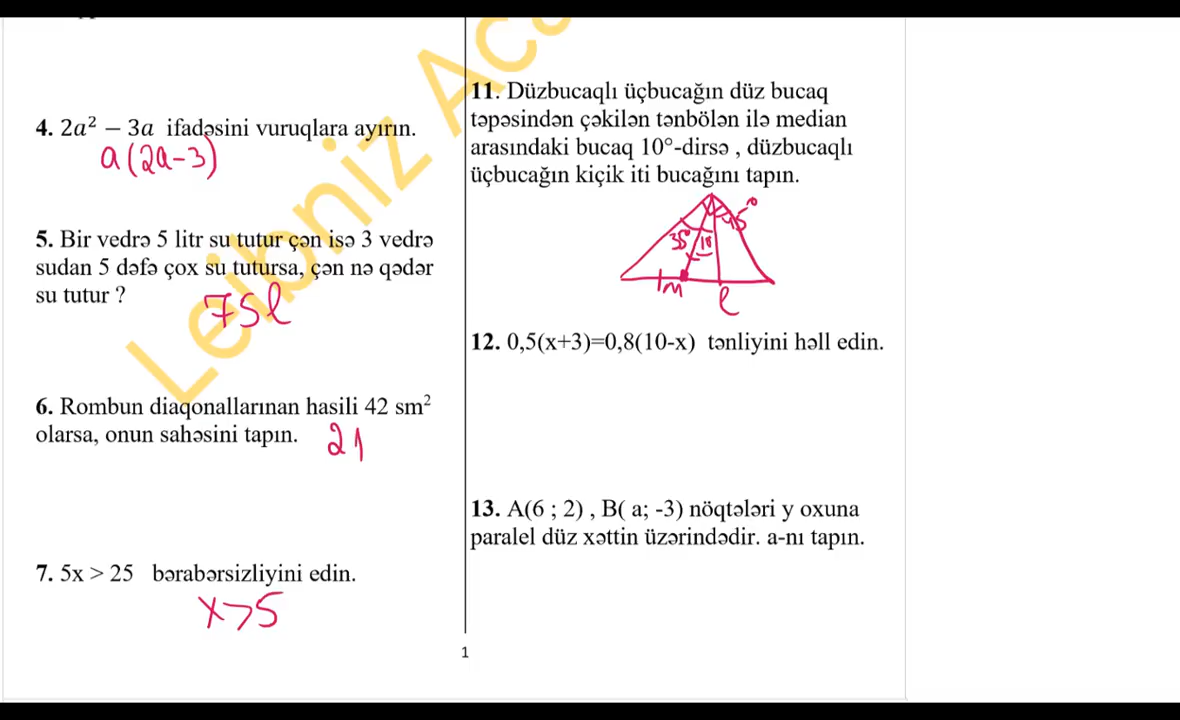 4. 2a² – 3a ifadəsini vuruqlara ayırın.
a(2a-3)
5. Bir vedrə 5 litr su tutur çən isə 3 vedrə
sudan 5 dəfə çox su tutursa, çən nə qədər
su tutur ?
75l
6. Rombun diaqonallarınan hasili 42 sm²
olarsa, onun sahəsini tapın.
21
7. 5x > 25 bərabərsizliyini edin.
x>5
11. Düzbucaqlı üçbucağın düz bucaq
təpəsindən çəkilən tənbölən ilə median
arasındaki bucaq 10°-dirsə , düzbucaqlı
üçbucağın kiçik iti bucağını tapın.
45°
35° 10
m l
12. 0,5(x+3)=0,8(10-x) tənliyini həll edin.
13. A(6 ; 2) , B( a; -3) nöqtələri y oxuna
paralel düz xəttin üzərindədir. a-nı tapın.
1
Leibniz Aca